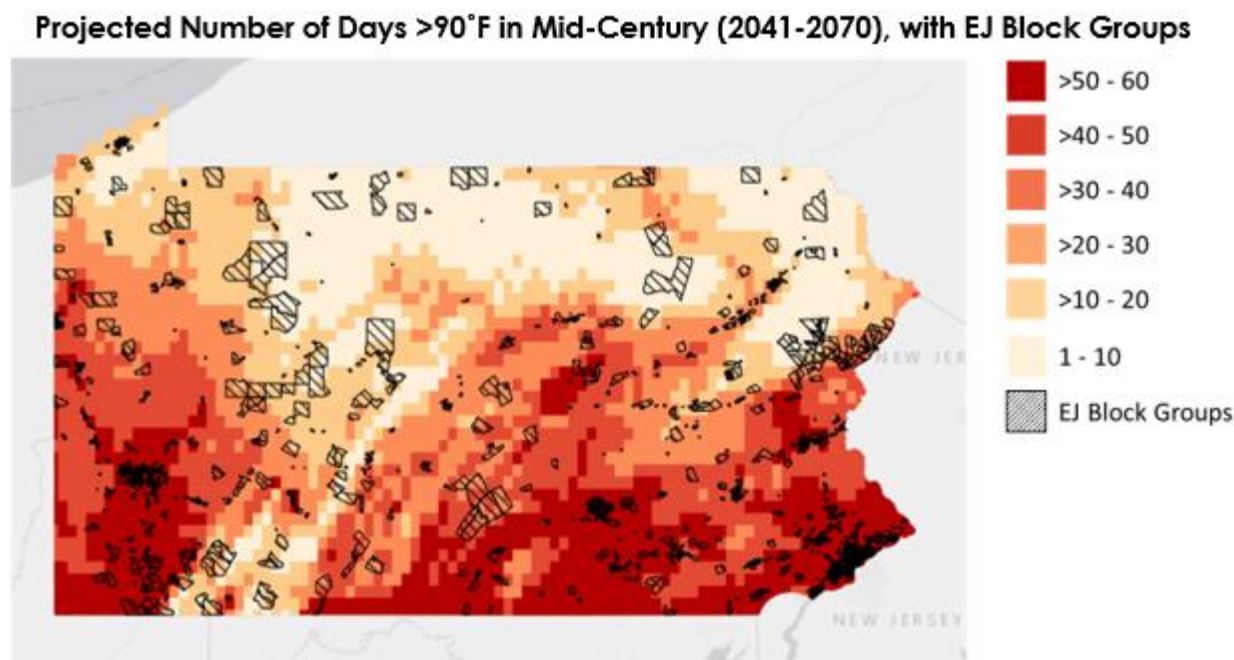 Projected Number of Days >90˚F in Mid-Century (2041-2070), with EJ Block Groups
>50 - 60
>40 - 50
>30 - 40
>20 - 30
>10 - 20
1 - 10
EJ Block Groups
NEW JER
NEW JERSEY